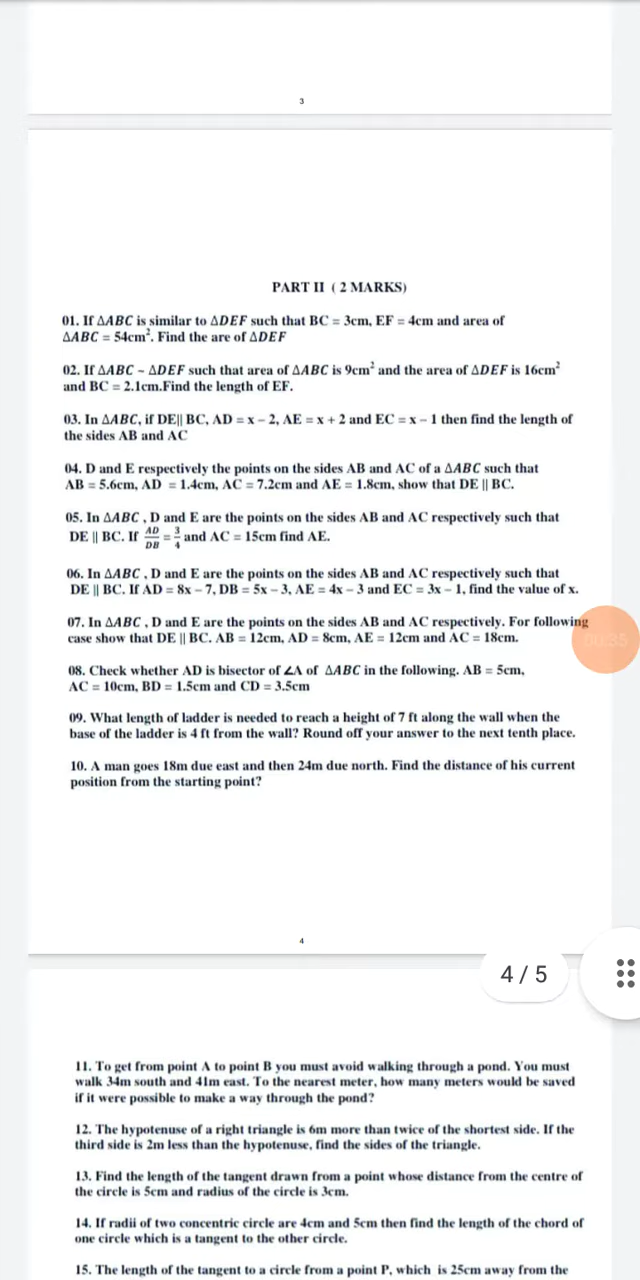 3
PART II ( 2 MARKS)
01. If ΔABC is similar to ΔDEF such that BC = 3cm, EF = 4cm and area of
ΔABC = 54cm². Find the are of ΔDEF
02. If ΔABC ~ ΔDEF such that area of ΔABC is 9cm² and the area of ΔDEF is 16cm²
and BC = 2.1cm.Find the length of EF.
03. In ΔABC, if DE|| BC, AD = x – 2, AE = x + 2 and EC = x – 1 then find the length of
the sides AB and AC
04. D and E respectively the points on the sides AB and AC of a ΔABC such that
AB = 5.6cm, AD = 1.4cm, AC = 7.2cm and AE = 1.8cm, show that DE || BC.
05. In ΔABC , D and E are the points on the sides AB and AC respectively such that
DE || BC. If AD/DB = 3/4 and AC = 15cm find AE.
06. In ΔABC , D and E are the points on the sides AB and AC respectively such that
DE || BC. If AD = 8x – 7, DB = 5x – 3, AE = 4x – 3 and EC = 3x – 1, find the value of x.
07. In ΔABC , D and E are the points on the sides AB and AC respectively. For following
case show that DE || BC. AB = 12cm, AD = 8cm, AE = 12cm and AC = 18cm.
00:35
08. Check whether AD is bisector of ∠A of ΔABC in the following. AB = 5cm,
AC = 10cm, BD = 1.5cm and CD = 3.5cm
09. What length of ladder is needed to reach a height of 7 ft along the wall when the
base of the ladder is 4 ft from the wall? Round off your answer to the next tenth place.
10. A man goes 18m due east and then 24m due north. Find the distance of his current
position from the starting point?
4
4 / 5
11. To get from point A to point B you must avoid walking through a pond. You must
walk 34m south and 41m east. To the nearest meter, how many meters would be saved
if it were possible to make a way through the pond?
12. The hypotenuse of a right triangle is 6m more than twice of the shortest side. If the
third side is 2m less than the hypotenuse, find the sides of the triangle.
13. Find the length of the tangent drawn from a point whose distance from the centre of
the circle is 5cm and radius of the circle is 3cm.
14. If radii of two concentric circle are 4cm and 5cm then find the length of the chord of
one circle which is a tangent to the other circle.
15. The length of the tangent to a circle from a point P, which is 25cm away from the